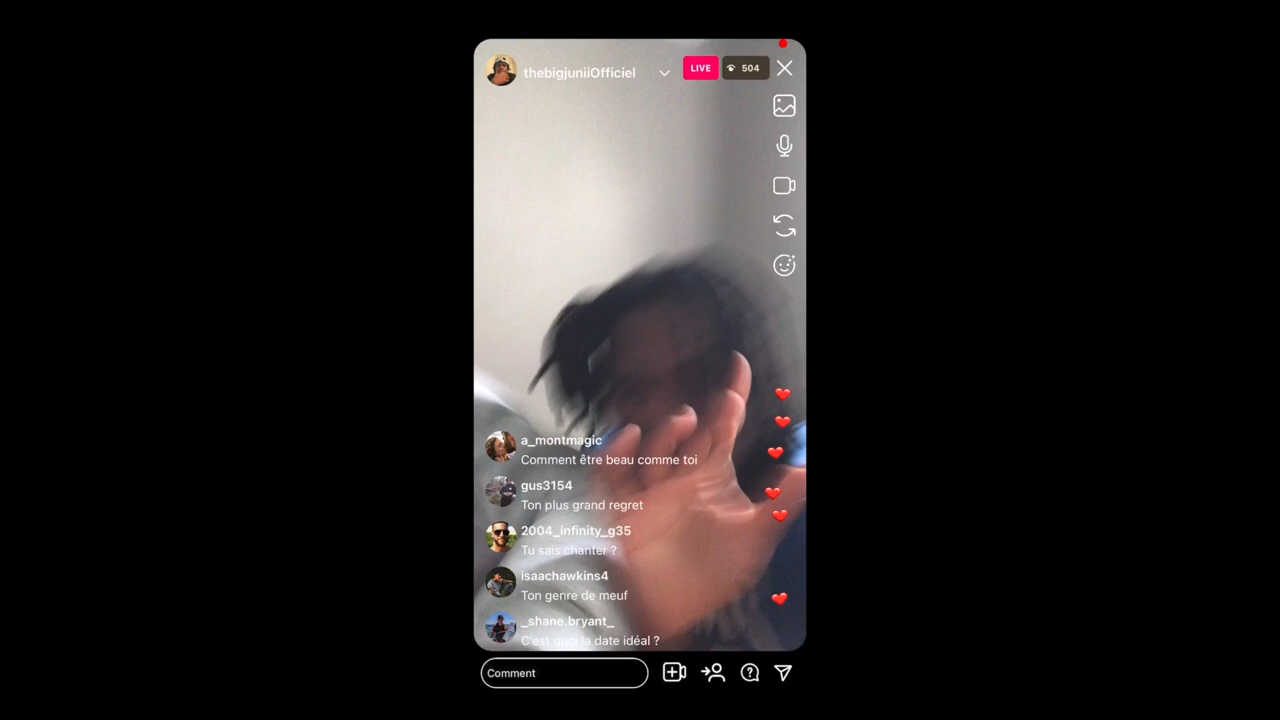 thebigjuniiOfficiel
LIVE
504
a_montmagic
Comment être beau comme toi
gus3154
Ton plus grand regret
2004_infinity_g35
Tu sais chanter ?
isaachawkins4
Ton genre de meuf
_shane.bryant_
C'est quoi la date idéal ?
Comment